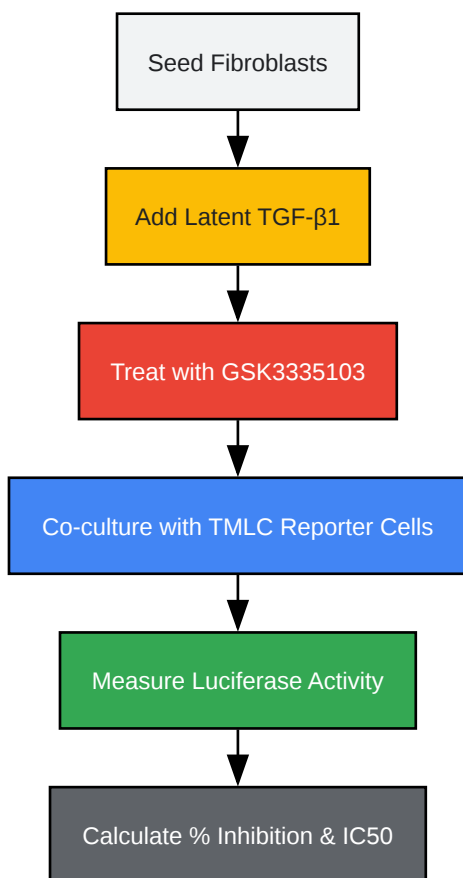 Seed Fibroblasts
Add Latent TGF-β1
Treat with GSK3335103
Co-culture with TMLC Reporter Cells
Measure Luciferase Activity
Calculate % Inhibition & IC50